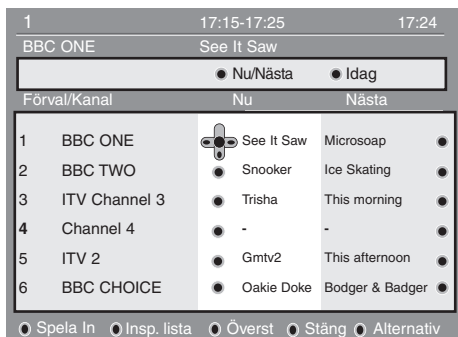 1 17:15-17:25 17:24
BBC ONE See It Saw
Nu/Nästa Idag
Förval/Kanal Nu Nästa
1 BBC ONE See It Saw Microsoap
2 BBC TWO Snooker Ice Skating
3 ITV Channel 3 Trisha This morning
4 Channel 4 - -
5 ITV 2 Gmtv2 This afternoon
6 BBC CHOICE Oakie Doke Bodger & Badger
Spela In Insp. lista Överst Stäng Alternativ